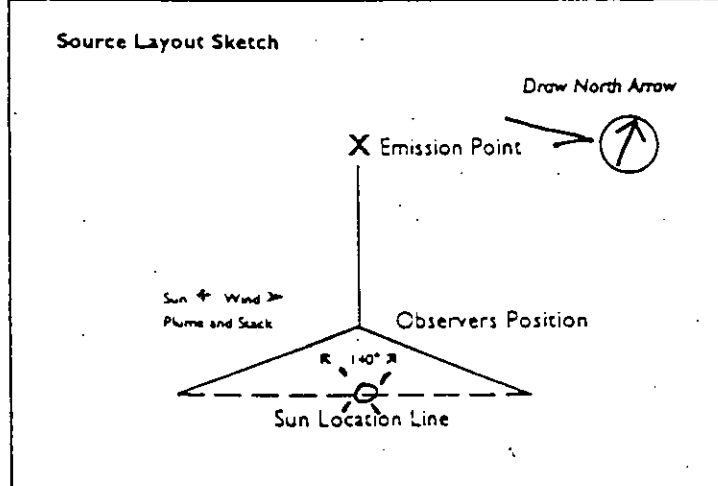 Source Layout Sketch
Draw North Arrow
X Emission Point
Sun Wind
Plume and Stack
Observers Position
140°
Sun Location Line